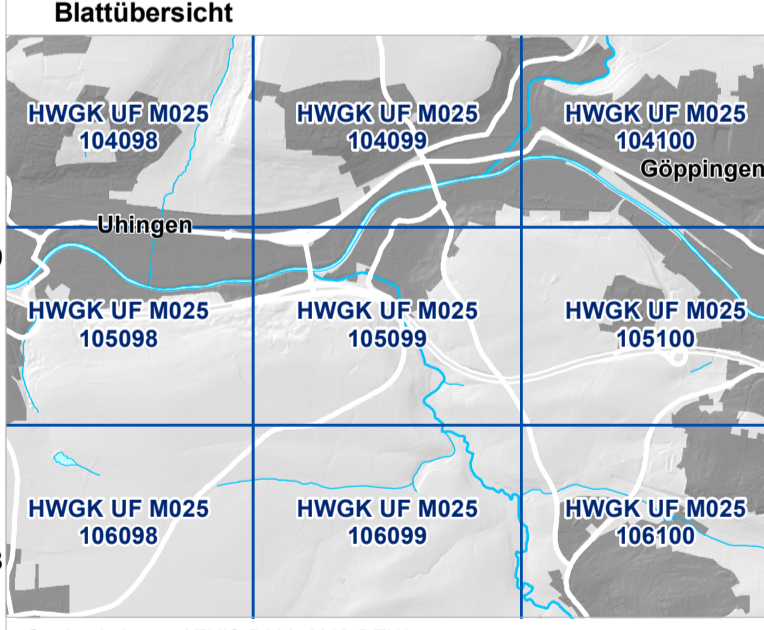 Blattübersicht
HWGK UF M025
104098
HWGK UF M025
104099
HWGK UF M025
104100
Göppingen
Uhingen
HWGK UF M025
105098
HWGK UF M025
105099
HWGK UF M025
105100
HWGK UF M025
106098
HWGK UF M025
106099
HWGK UF M025
106100